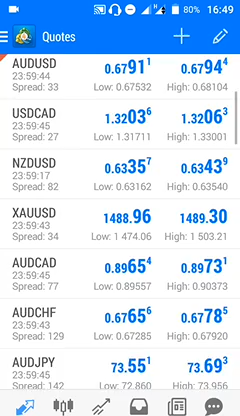 80% 16:49
Quotes
AUDUSD 0.67911 0.67944
23:59:44
Spread: 33 Low: 0.67532 High: 0.68104
USDCAD 1.32036 1.32063
23:59:45
Spread: 27 Low: 1.31711 High: 1.33001
NZDUSD 0.63357 0.63439
23:59:17
Spread: 82 Low: 0.63162 High: 0.63540
XAUUSD 1488.96 1489.30
23:59:43
Spread: 34 Low: 1 474.06 High: 1 503.21
AUDCAD 0.89654 0.89731
23:59:45
Spread: 77 Low: 0.89557 High: 0.90373
AUDCHF 0.67656 0.67785
23:59:43
Spread: 129 Low: 0.67285 High: 0.67920
AUDJPY 73.551 73.693
23:59:45
Spread: 142 Low: 72.860 High: 73.956